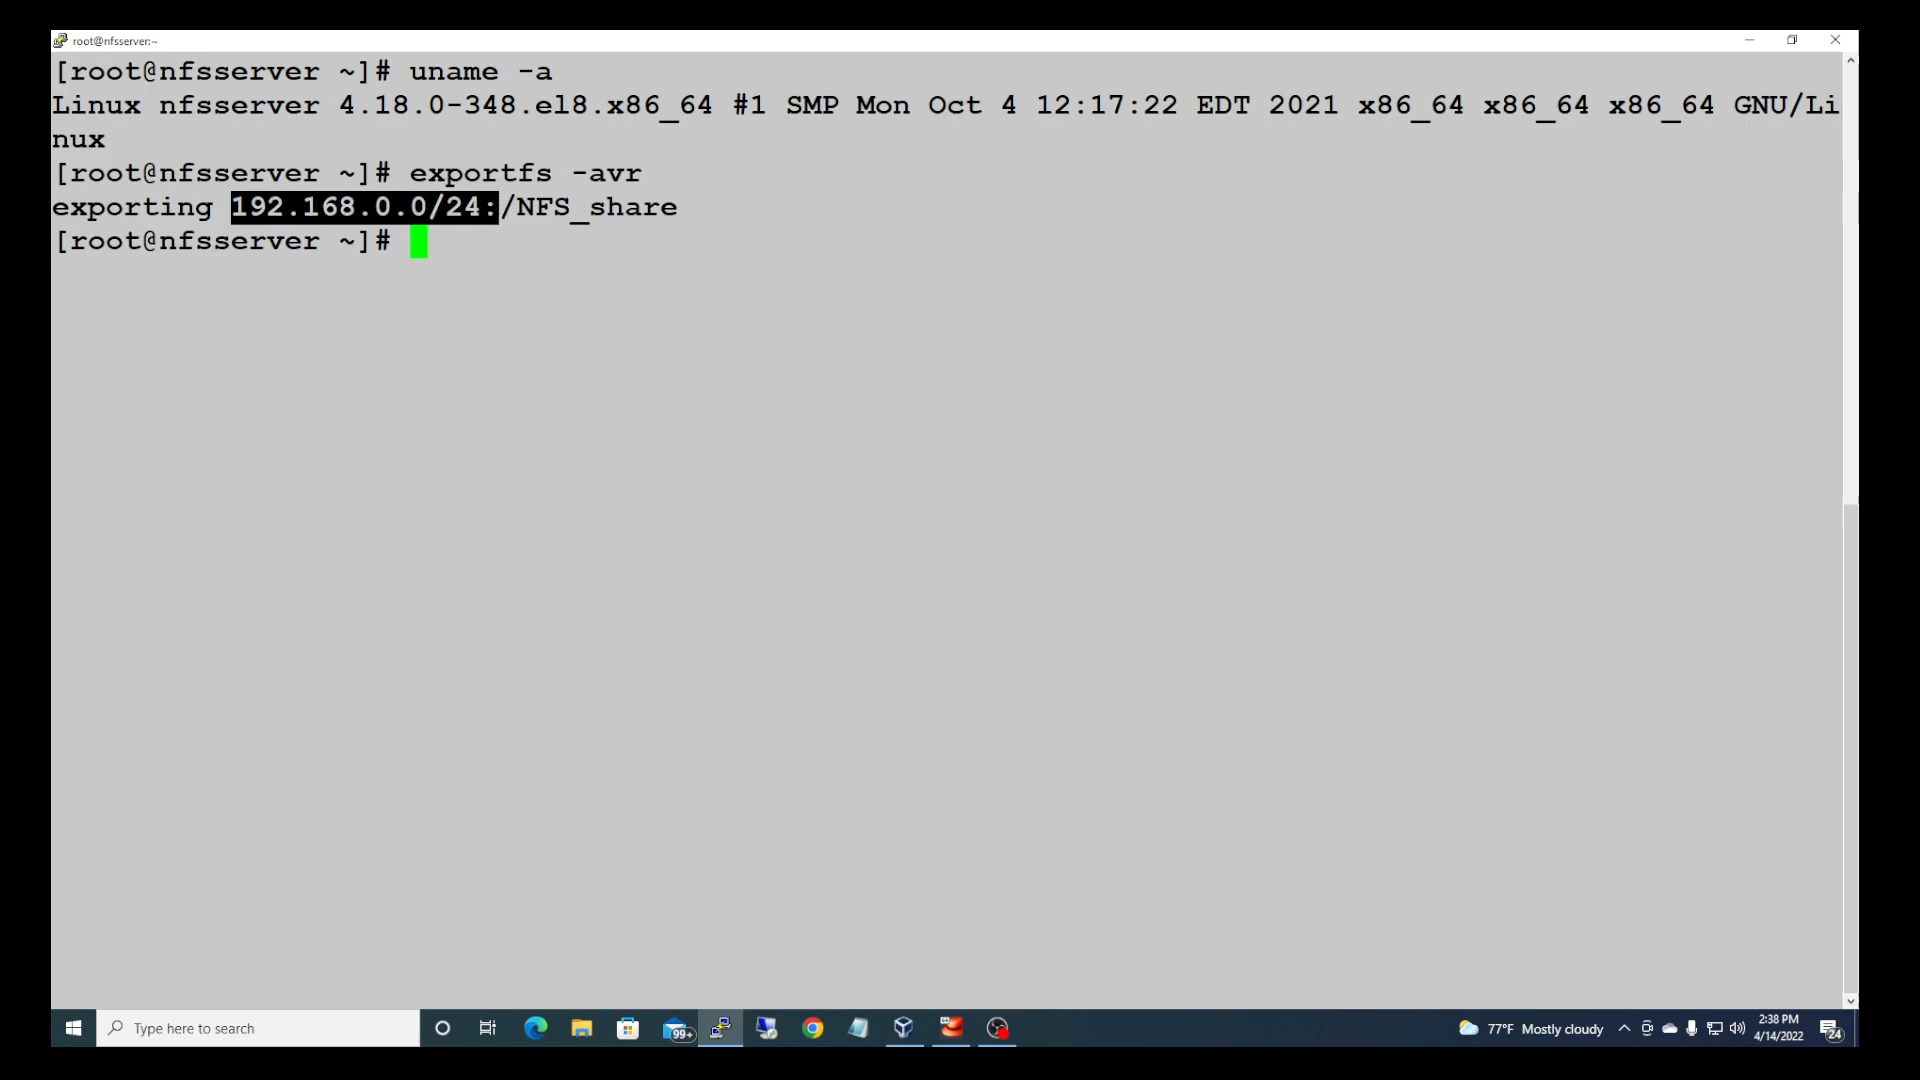 root@nfsserver:~
[root@nfsserver ~]# uname -a
Linux nfsserver 4.18.0-348.el8.x86_64 #1 SMP Mon Oct 4 12:17:22 EDT 2021 x86_64 x86_64 x86_64 GNU/Li
nux
[root@nfsserver ~]# exportfs -avr
exporting 192.168.0.0/24:/NFS_share
[root@nfsserver ~]#
Type here to search
99+
77°F Mostly cloudy
2:38 PM
4/14/2022
24